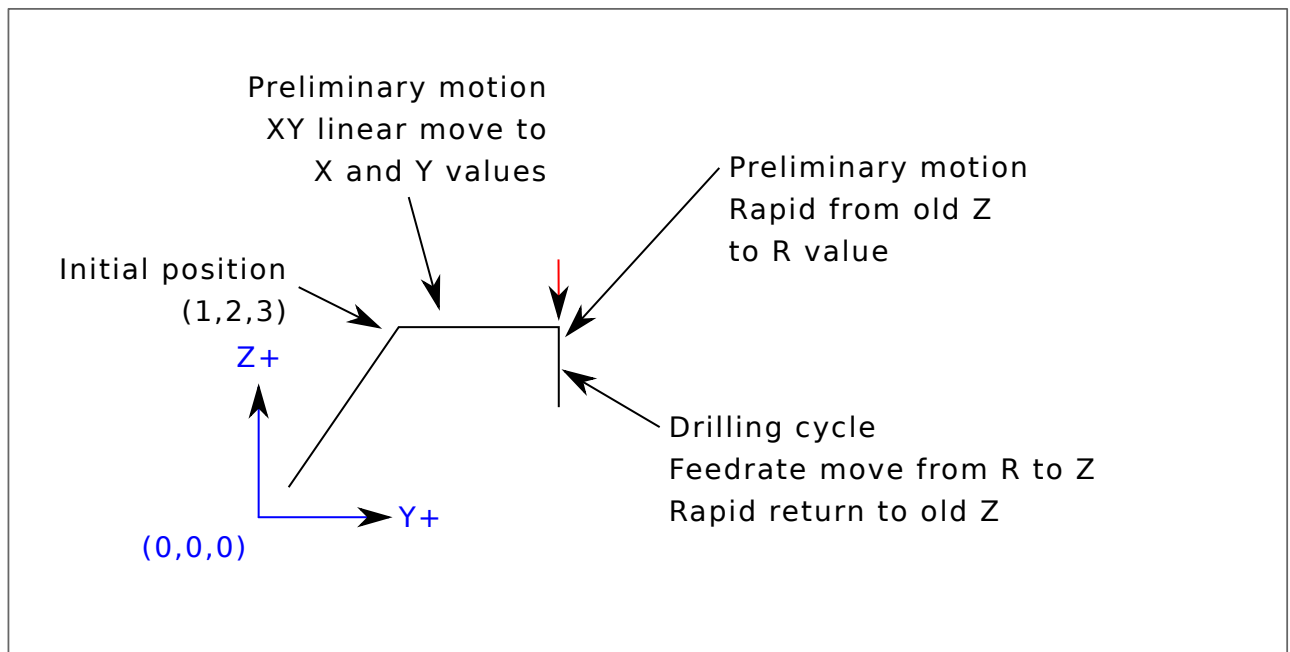 Preliminary motion
XY linear move to
X and Y values
Preliminary motion
Rapid from old Z
to R value
Initial position
(1,2,3)
Z+
Drilling cycle
Feedrate move from R to Z
Rapid return to old Z
Y+
(0,0,0)